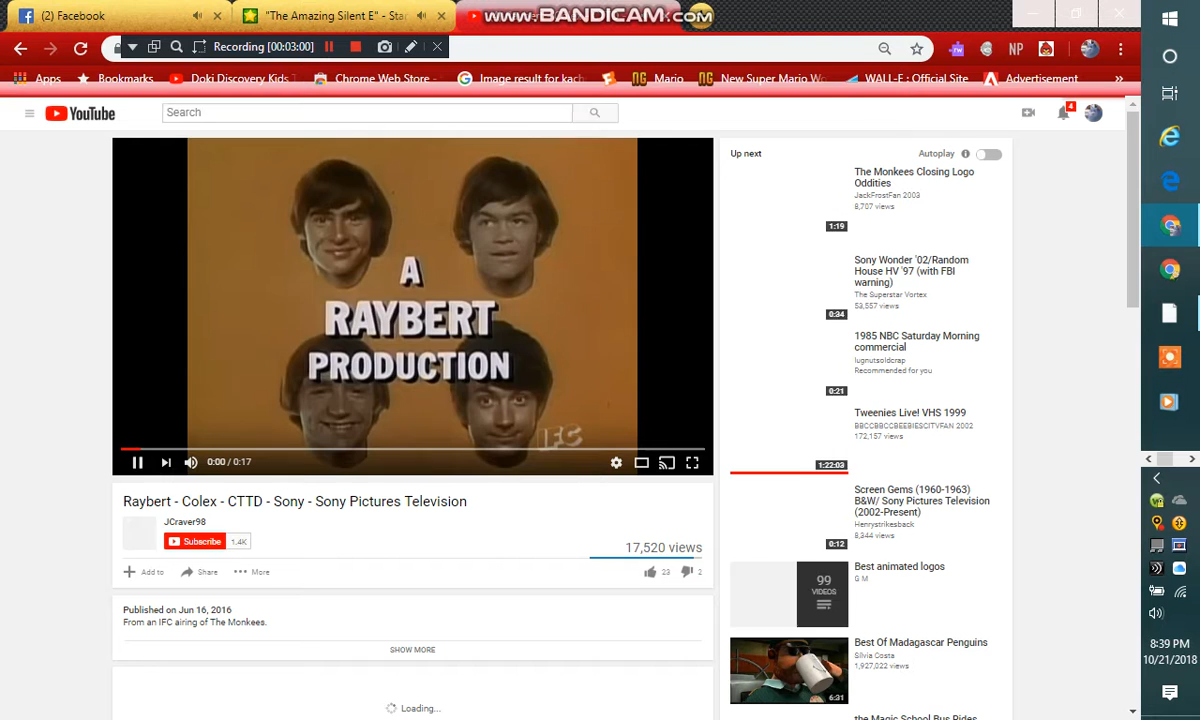 (2) Facebook
"The Amazing Silent E" - Sta
www.BANDICAM.com
Recording [00:03:00]
NP
Apps
Bookmarks
Doki Discovery Kids
Chrome Web Store -
Image result for kach
Mario
New Super Mario Wo
WALL-E : Official Site
Advertisement
»
YouTube
Search
4
A
RAYBERT
PRODUCTION
IFC
0:00 / 0:17
Raybert - Colex - CTTD - Sony - Sony Pictures Television
JCraver98
Subscribe 1.4K
17,520 views
Add to
Share
More
23
2
Published on Jun 16, 2016
From an IFC airing of The Monkees.
SHOW MORE
Loading...
Up next
Autoplay
The Monkees Closing Logo
Oddities
JackFrostFan 2003
8,707 views
1:19
Sony Wonder '02/Random
House HV '97 (with FBI
warning)
The Superstar Vortex
53,557 views
0:34
1985 NBC Saturday Morning
commercial
lugnutsoldcrap
Recommended for you
0:21
Tweenies Live! VHS 1999
BBCCBBCCBEEBIESCITYFAN 2002
172,157 views
1:22:03
Screen Gems (1960-1963)
B&W/ Sony Pictures Television
(2002-Present)
Henrystrikesback
8,344 views
0:12
Best animated logos
G M
99
VIDEOS
Best Of Madagascar Penguins
Silvia Costa
1,927,022 views
6:31
the Magic School Bus Rides
8:39 PM
10/21/2018